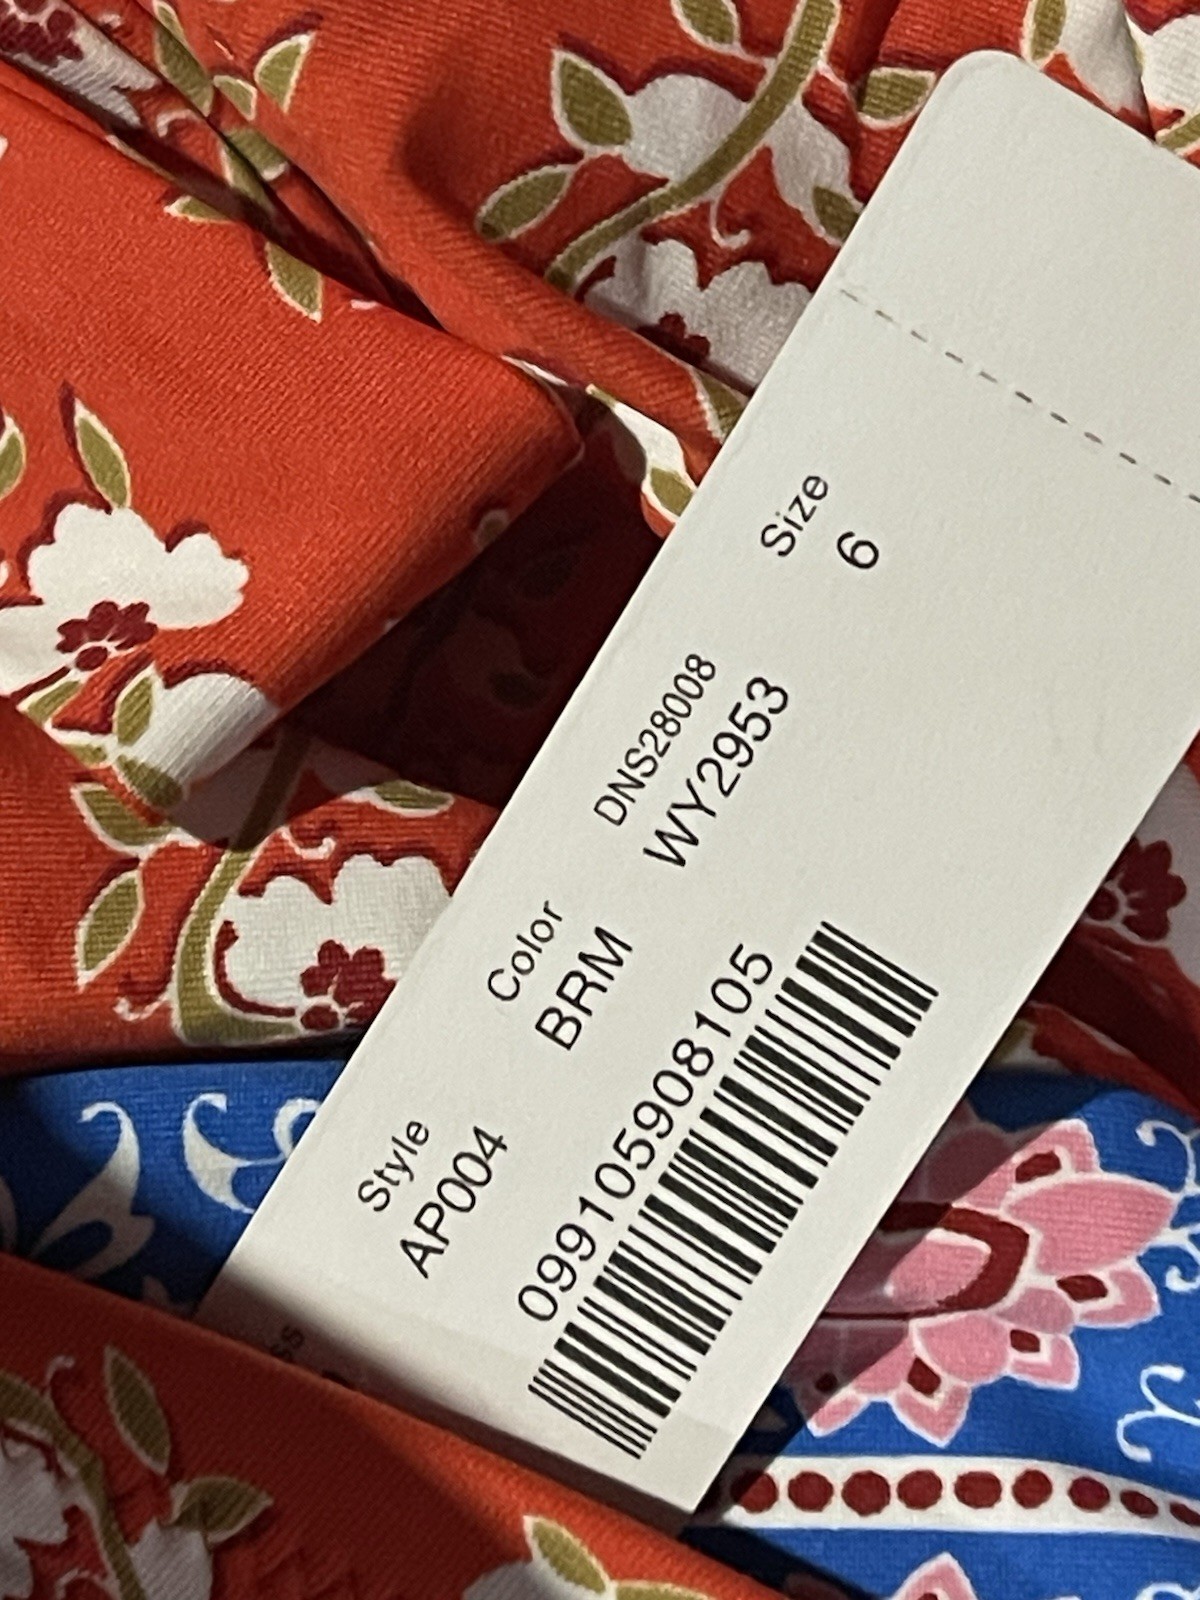 Style Color DNS28008 Size
AP004 BRM WY2953 6
099105908105